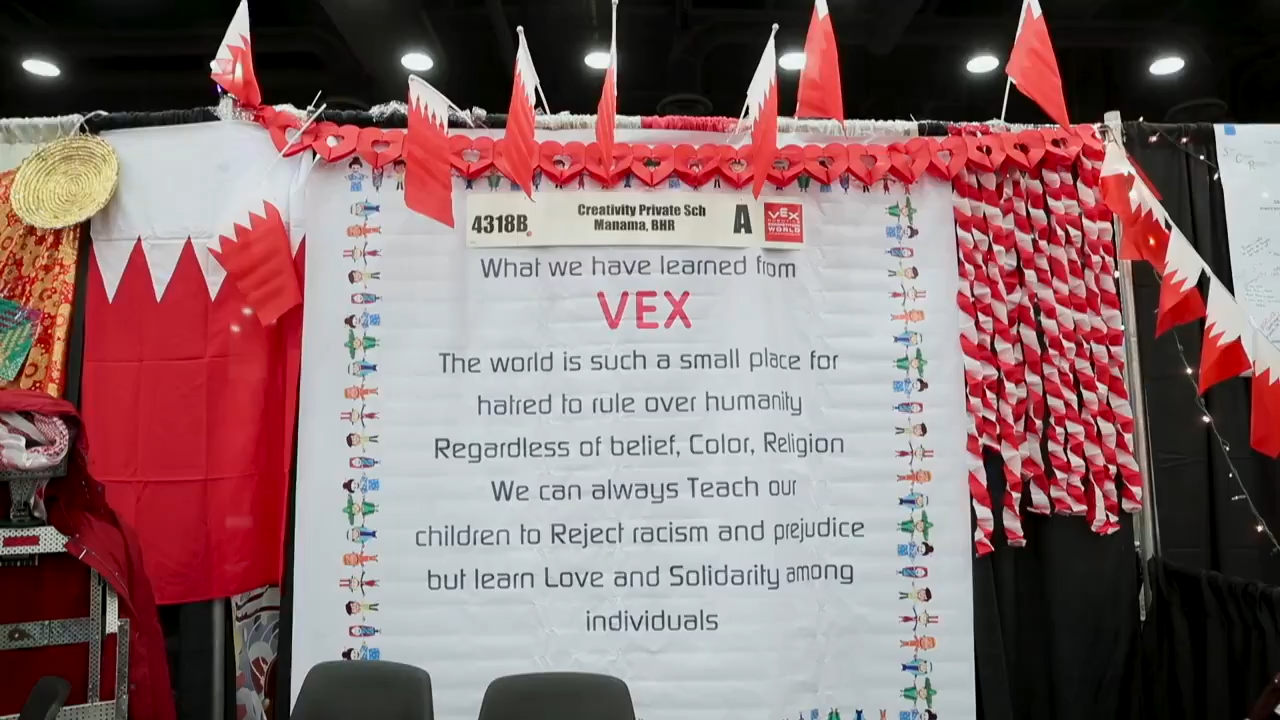 4318B
Creativity Private Sch
Manama, BHR
A
VEX
ROBOTICS
WORLD
What we have learned from
VEX
The world is such a small place for
hatred to rule over humanity
Regardless of belief, Color, Religion
We can always Teach our
children to Reject racism and prejudice
but learn Love and Solidarity among
individuals